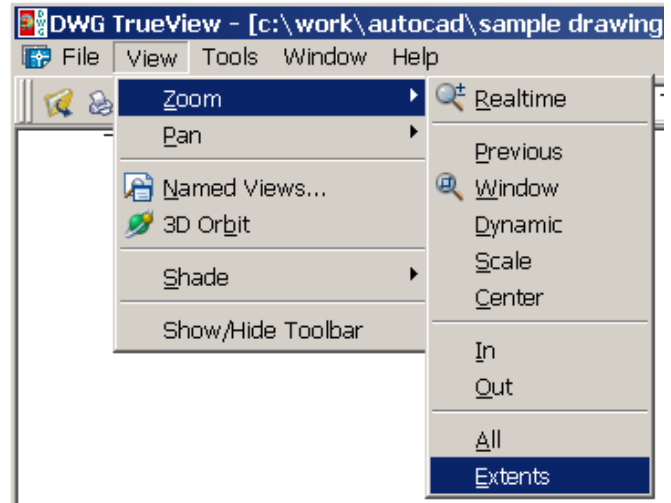 DWG TrueView - [c:\work\autocad\sample drawing
File View Tools Window Help
Zoom
Pan
Named Views...
3D Orbit
Shade
Show/Hide Toolbar
Realtime
Previous
Window
Dynamic
Scale
Center
In
Out
All
Extents